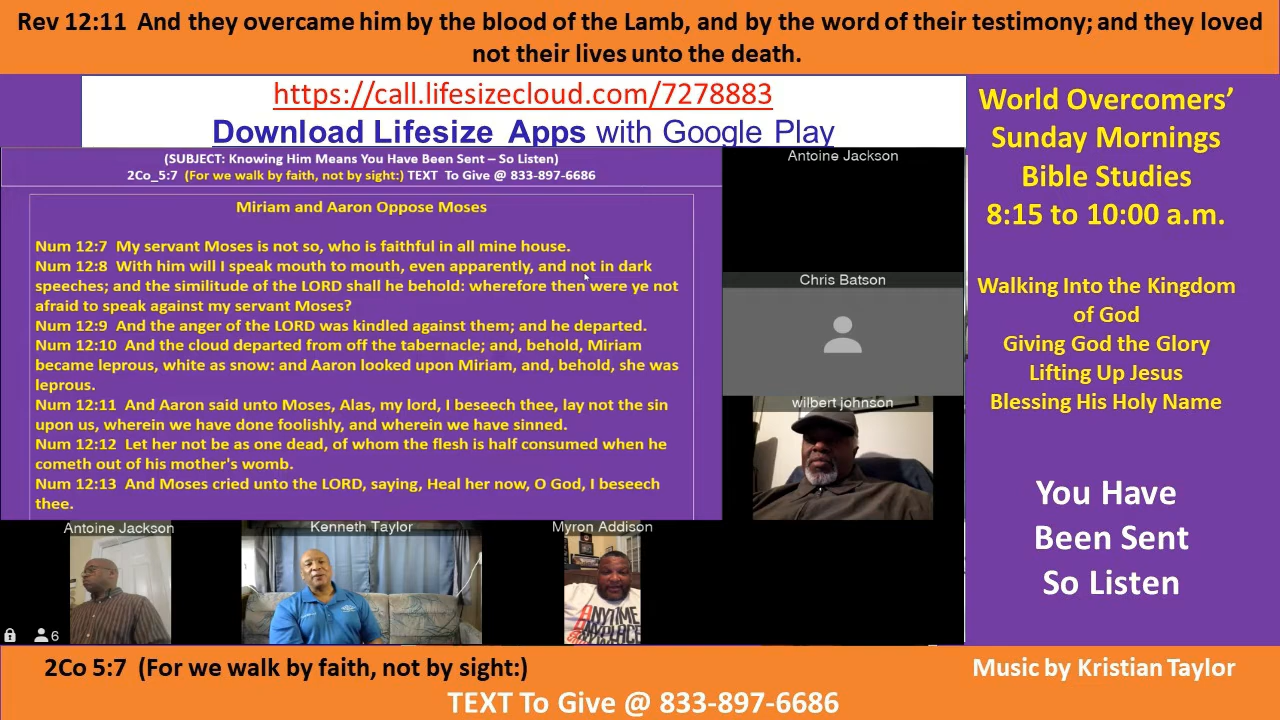 Rev 12:11  And they overcame him by the blood of the Lamb, and by the word of their testimony; and they loved
not their lives unto the death.
https://call.lifesizecloud.com/7278883
Download Lifesize Apps with Google Play
(SUBJECT: Knowing Him Means You Have Been Sent – So Listen)
2Co_5:7 (For we walk by faith, not by sight:) TEXT To Give @ 833-897-6686
Miriam and Aaron Oppose Moses
Num 12:7  My servant Moses is not so, who is faithful in all mine house.
Num 12:8  With him will I speak mouth to mouth, even apparently, and not in dark
speeches; and the similitude of the LORD shall he behold: wherefore then were ye not
afraid to speak against my servant Moses?
Num 12:9  And the anger of the LORD was kindled against them; and he departed.
Num 12:10  And the cloud departed from off the tabernacle; and, behold, Miriam
became leprous, white as snow: and Aaron looked upon Miriam, and, behold, she was
leprous.
Num 12:11  And Aaron said unto Moses, Alas, my lord, I beseech thee, lay not the sin
upon us, wherein we have done foolishly, and wherein we have sinned.
Num 12:12  Let her not be as one dead, of whom the flesh is half consumed when he
cometh out of his mother's womb.
Num 12:13  And Moses cried unto the LORD, saying, Heal her now, O God, I beseech
thee.
Antoine Jackson
Chris Batson
wilbert johnson
Antoine Jackson
Kenneth Taylor
Myron Addison
ANYTIME
6
World Overcomers'
Sunday Mornings
Bible Studies
8:15 to 10:00 a.m.
Walking Into the Kingdom
of God
Giving God the Glory
Lifting Up Jesus
Blessing His Holy Name
You Have
Been Sent
So Listen
2Co 5:7  (For we walk by faith, not by sight:)
Music by Kristian Taylor
TEXT To Give @ 833-897-6686